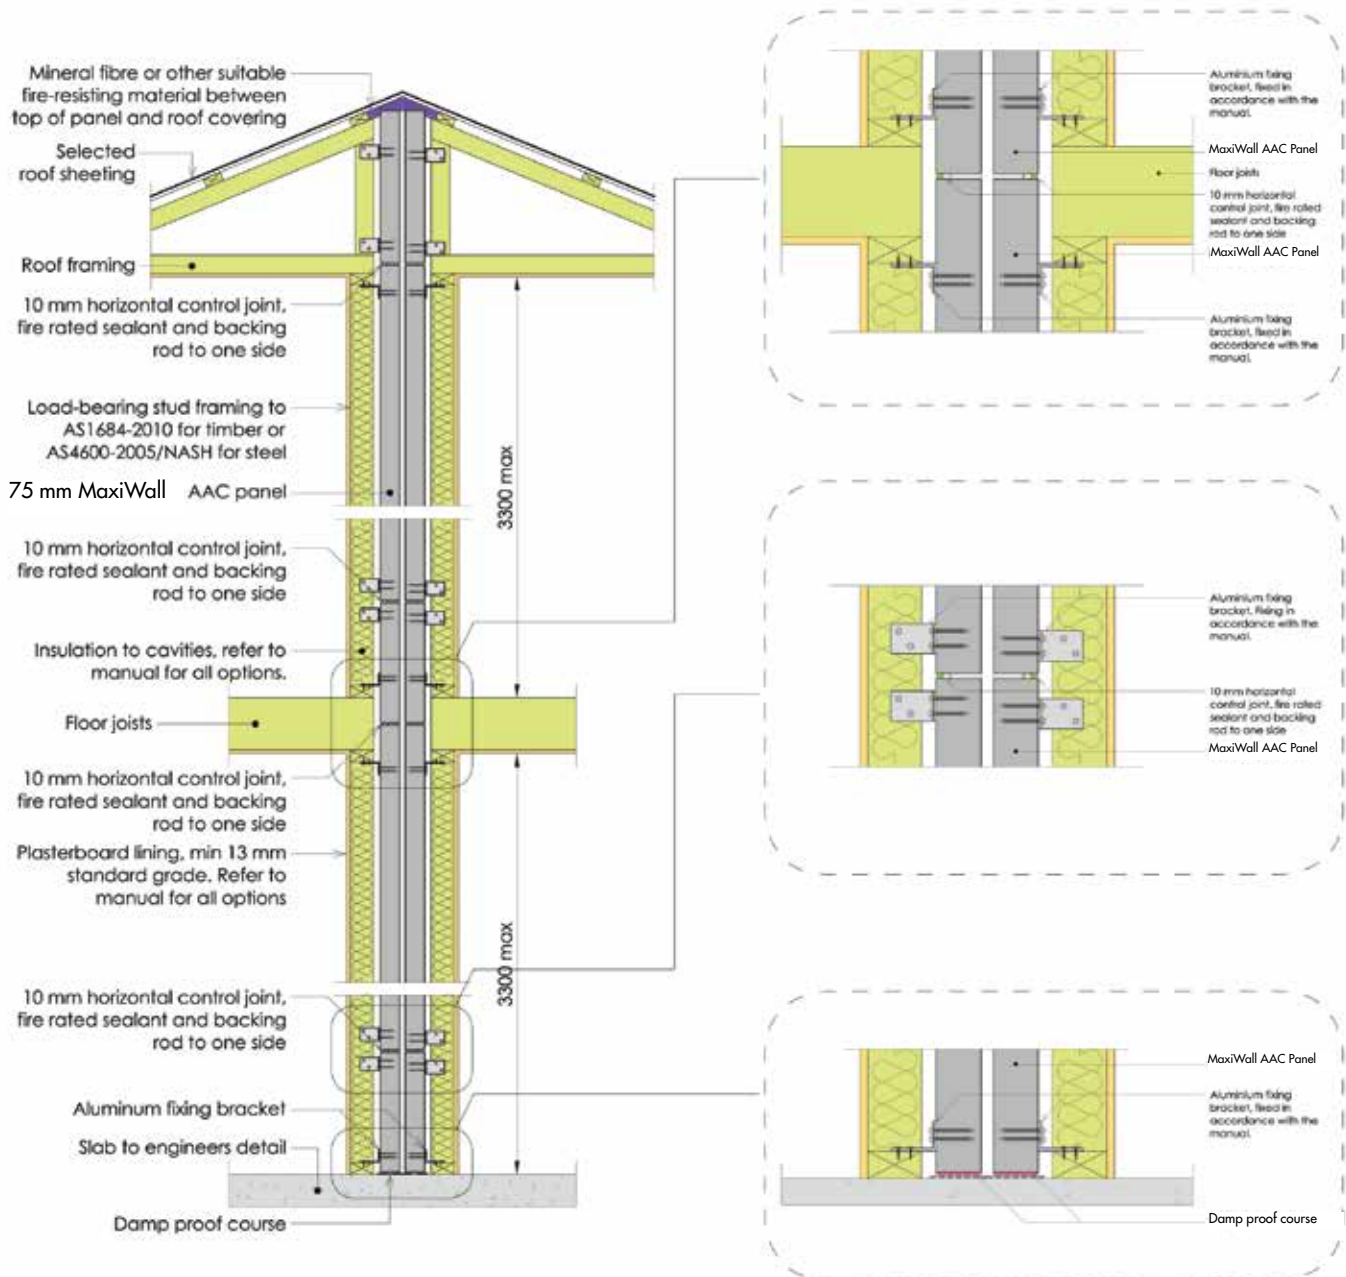 Mineral fibre or other suitable
fire-resisting material between
top of panel and roof covering
Selected
roof sheeting
Roof framing
10 mm horizontal control joint,
fire rated sealant and backing
rod to one side
Load-bearing stud framing to
AS1684-2010 for timber or
AS4600-2005/NASH for steel
75 mm MaxiWall AAC panel
10 mm horizontal control joint,
fire rated sealant and backing
rod to one side
Insulation to cavities, refer to
manual for all options.
Floor joists
10 mm horizontal control joint,
fire rated sealant and backing
rod to one side
Plasterboard lining, min 13 mm
standard grade. Refer to
manual for all options
10 mm horizontal control joint,
fire rated sealant and backing
rod to one side
Aluminum fixing bracket
Slab to engineers detail
Damp proof course
3300 max
3300 max
Aluminium fixing
bracket, fixed in
accordance with the
manual.
MaxiWall AAC Panel
Floor joists
10 mm horizontal
control joint, fire rated
sealant and backing
rod to one side
MaxiWall AAC Panel
Aluminium fixing
bracket, fixed in
accordance with the
manual.
Aluminium fixing
bracket, Fixing in
accordance with the
manual.
10 mm horizontal
control joint, fire rated
sealant and backing
rod to one side
MaxiWall AAC Panel
MaxiWall AAC Panel
Aluminium fixing
bracket, fixed in
accordance with the
manual.
Damp proof course